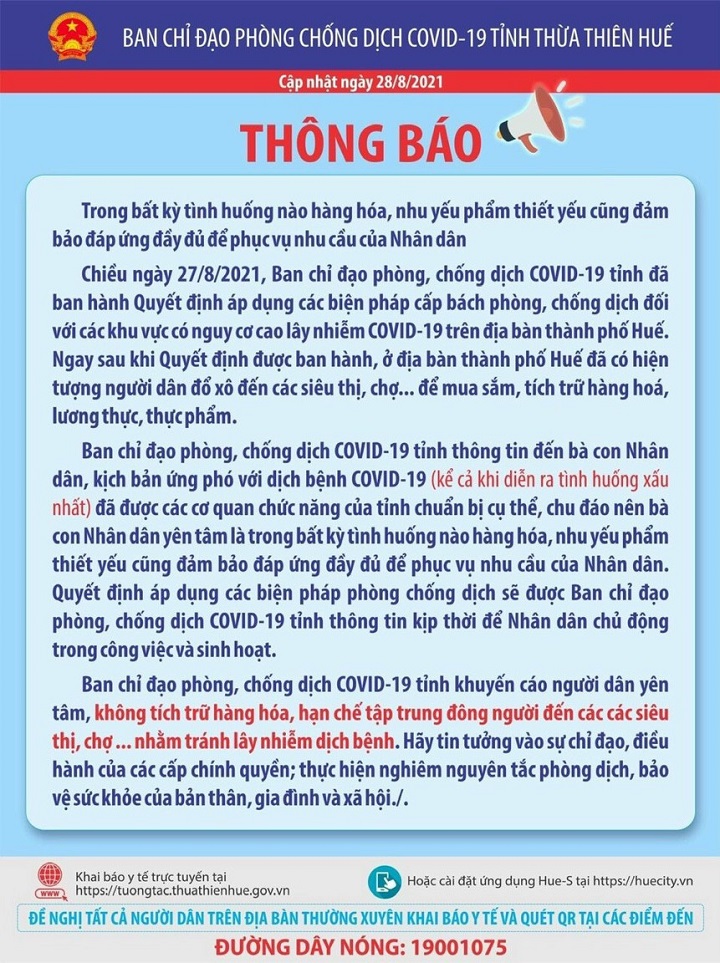 BAN CHỈ ĐẠO PHÒNG CHỐNG DỊCH COVID-19 TỈNH THỪA THIÊN HUẾ
Cập nhật ngày 28/8/2021
THÔNG BÁO
Trong bất kỳ tình huống nào hàng hóa, nhu yếu phẩm thiết yếu cũng đảm
bảo đáp ứng đầy đủ để phục vụ nhu cầu của Nhân dân
Chiều ngày 27/8/2021, Ban chỉ đạo phòng, chống dịch COVID-19 tỉnh đã
ban hành Quyết định áp dụng các biện pháp cấp bách phòng, chống dịch đối
với các khu vực có nguy cơ cao lây nhiễm COVID-19 trên địa bàn thành phố Huế.
Ngay sau khi Quyết định được ban hành, ở địa bàn thành phố Huế đã có hiện
tượng người dân đổ xô đến các siêu thị, chợ... để mua sắm, tích trữ hàng hoá,
lương thực, thực phẩm.
Ban chỉ đạo phòng, chống dịch COVID-19 tỉnh thông tin đến bà con Nhân
dân, kịch bản ứng phó với dịch bệnh COVID-19 (kể cả khi diễn ra tình huống xấu
nhất) đã được các cơ quan chức năng của tỉnh chuẩn bị cụ thể, chu đáo nên bà
con Nhân dân yên tâm là trong bất kỳ tình huống nào hàng hóa, nhu yếu phẩm
thiết yếu cũng đảm bảo đáp ứng đầy đủ để phục vụ nhu cầu của Nhân dân.
Quyết định áp dụng các biện pháp phòng chống dịch sẽ được Ban chỉ đạo
phòng, chống dịch COVID-19 tỉnh thông tin kịp thời để Nhân dân chủ động
trong công việc và sinh hoạt.
Ban chỉ đạo phòng, chống dịch COVID-19 tỉnh khuyến cáo người dân yên
tâm, không tích trữ hàng hóa, hạn chế tập trung đông người đến các các siêu
thị, chợ ... nhằm tránh lây nhiễm dịch bệnh. Hãy tin tưởng vào sự chỉ đạo, điều
hành của các cấp chính quyền; thực hiện nghiêm nguyên tắc phòng dịch, bảo
vệ sức khỏe của bản thân, gia đình và xã hội./.
WWW
Khai báo y tế trực tuyến tại
https://tuongtac.thuathienhue.gov.vn
Hoặc cài đặt ứng dụng Hue-S tại https://huecity.vn
ĐỀ NGHỊ TẤT CẢ NGƯỜI DÂN TRÊN ĐỊA BÀN THƯỜNG XUYÊN KHAI BÁO Y TẾ VÀ QUÉT QR TẠI CÁC ĐIỂM ĐẾN
ĐƯỜNG DÂY NÓNG: 19001075